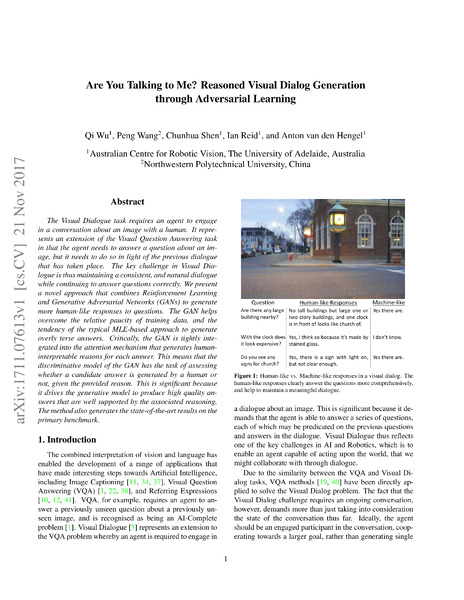 Are You Talking to Me? Reasoned Visual Dialog Generation
through Adversarial Learning
Qi Wu1, Peng Wang2, Chunhua Shen1, Ian Reid1, and Anton van den Hengel1
1Australian Centre for Robotic Vision, The University of Adelaide, Australia
2Northwestern Polytechnical University, China
arXiv:1711.07613v1 [cs.CV] 21 Nov 2017
Abstract
The Visual Dialogue task requires an agent to engage
in a conversation about an image with a human. It rep-
resents an extension of the Visual Question Answering task
in that the agent needs to answer a question about an im-
age, but it needs to do so in light of the previous dialogue
that has taken place. The key challenge in Visual Dia-
logue is thus maintaining a consistent, and natural dialogue
while continuing to answer questions correctly. We present
a novel approach that combines Reinforcement Learning
and Generative Adversarial Networks (GANs) to generate
more human-like responses to questions. The GAN helps
overcome the relative paucity of training data, and the
tendency of the typical MLE-based approach to generate
overly terse answers. Critically, the GAN is tightly inte-
grated into the attention mechanism that generates human-
interpretable reasons for each answer. This means that the
discriminative model of the GAN has the task of assessing
whether a candidate answer is generated by a human or
not, given the provided reason. This is significant because
it drives the generative model to produce high quality answ-
ers that are well supported by the associated reasoning.
The method also generates the state-of-the-art results on the
primary benchmark.
1. Introduction
The combined interpretation of vision and language has
enabled the development of a range of applications that
have made interesting steps towards Artificial Intelligence,
including Image Captioning [11, 34, 37], Visual Question
Answering (VQA) [1, 22, 38], and Referring Expressions
[10, 12, 41]. VQA, for example, requires an agent to an-
swer a previously unseen question about a previously un-
seen image, and is recognised as being an AI-Complete
problem [1]. Visual Dialogue [5] represents an extension to
the VQA problem whereby an agent is required to engage in
Question Human-like Responses Machine-like
Are there any large No tall buildings but large one or Yes there are.
building nearby? two story buildings, and one clock
is in front of looks like church of.
With the clock does Yes, I think so because it's made by I don't know.
it look expensive? stained glass.
Do you see any Yes, there is a sign with light on, Yes there are.
signs for church? but not clear enough.
Figure 1: Human-like vs. Machine-like responses in a visual dialog. The
human-like responses clearly answer the questions more comprehensively,
and help to maintain a meaningful dialogue.
a dialogue about an image. This is significant because it de-
mands that the agent is able to answer a series of questions,
each of which may be predicated on the previous questions
and answers in the dialogue. Visual Dialogue thus reflects
one of the key challenges in AI and Robotics, which is to
enable an agent capable of acting upon the world, that we
might collaborate with through dialogue.
Due to the similarity between the VQA and Visual Di-
alog tasks, VQA methods [19, 40] have been directly ap-
plied to solve the Visual Dialog problem. The fact that the
Visual Dialog challenge requires an ongoing conversation,
however, demands more than just taking into consideration
the state of the conversation thus far. Ideally, the agent
should be an engaged participant in the conversation, coop-
erating towards a larger goal, rather than generating single
1